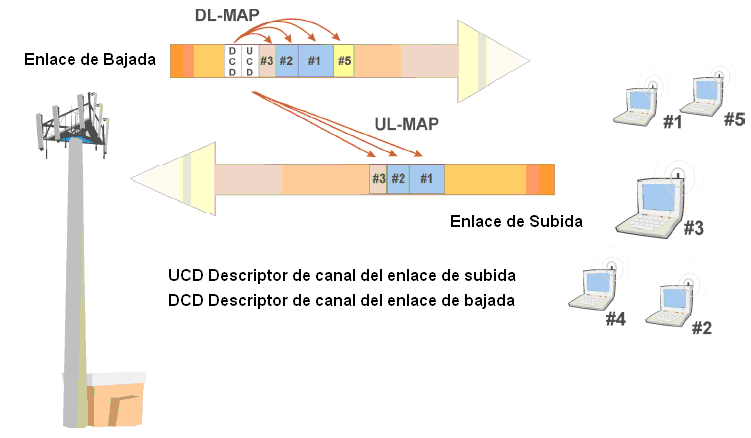 DL-MAP
Enlace de Bajada
DCD
UCD
#3 #2 #1 #5
UL-MAP
#3 #2 #1
Enlace de Subida
#1
#5
#3
#4
#2
UCD Descriptor de canal del enlace de subida
DCD Descriptor de canal del enlace de bajada